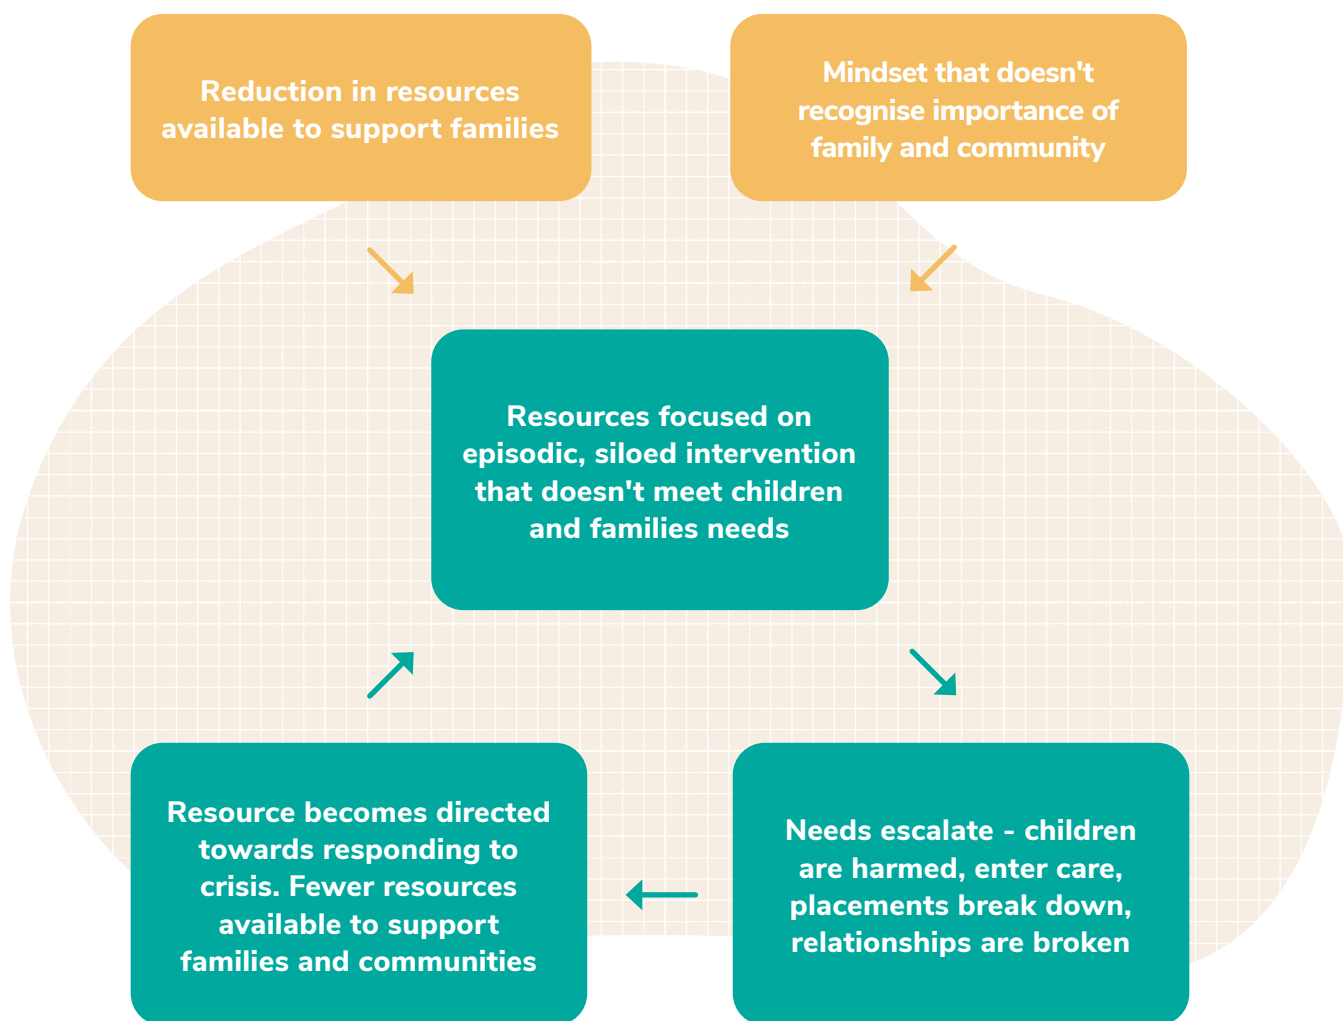 Reduction in resources
available to support families
Mindset that doesn't
recognise importance of
family and community
Resources focused on
episodic, siloed intervention
that doesn't meet children
and families needs
Resource becomes directed
towards responding to
crisis. Fewer resources
available to support
families and communities
Needs escalate - children
are harmed, enter care,
placements break down,
relationships are broken